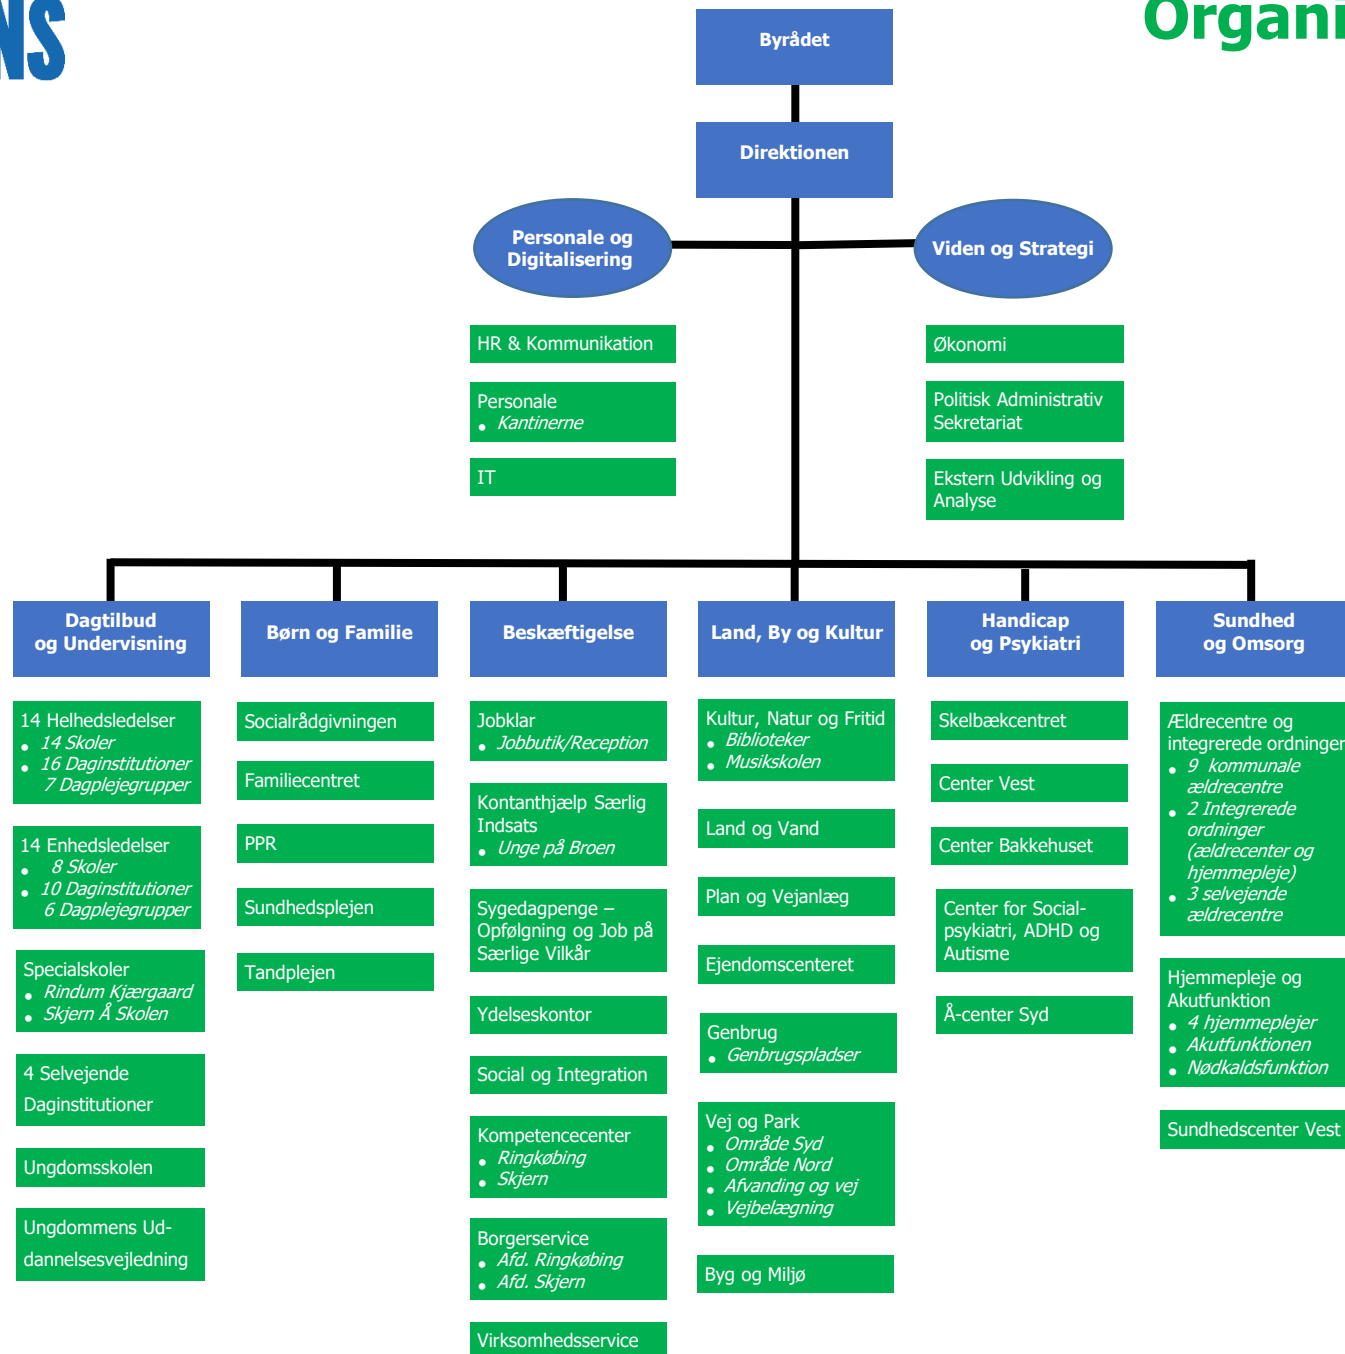 NS
Organi
Byrådet
Direktionen
Personale og
Digitalisering
Viden og Strategi
HR & Kommunikation
Personale
• Kantinerne
IT
Økonomi
Politisk Administrativ
Sekretariat
Ekstern Udvikling og
Analyse
Dagtilbud
og Undervisning
14 Helhedsledelser
• 14 Skoler
• 16 Daginstitutioner
7 Dagplejegrupper
14 Enhedsledelser
• 8 Skoler
• 10 Daginstitutioner
6 Dagplejegrupper
Specialskoler
• Rindum Kjærgaard
• Skjern Å Skolen
4 Selvejende
Daginstitutioner
Ungdomsskolen
Ungdommens Ud-
dannelsesvejledning
Børn og Familie
Socialrådgivningen
Familiecentret
PPR
Sundhedsplejen
Tandplejen
Beskæftigelse
Jobklar
• Jobbutik/Reception
Kontanthjælp Særlig
Indsats
• Unge på Broen
Sygedagpenge –
Opfølgning og Job på
Særlige Vilkår
Ydelseskontor
Social og Integration
Kompetencecenter
• Ringkøbing
• Skjern
Borgerservice
• Afd. Ringkøbing
• Afd. Skjern
Virksomhedsservice
Land, By og Kultur
Kultur, Natur og Fritid
• Biblioteker
• Musikskolen
Land og Vand
Plan og Vejanlæg
Ejendomscenteret
Genbrug
• Genbrugspladser
Vej og Park
• Område Syd
• Område Nord
• Afvanding og vej
• Vejbelægning
Byg og Miljø
Handicap
og Psykiatri
Skelbækcentret
Center Vest
Center Bakkehuset
Center for Social-
psykiatri, ADHD og
Autisme
Å-center Syd
Sundhed
og Omsorg
Ældrecentre og
integrerede ordninger
• 9 kommunale
ældrecentre
• 2 Integrerede
ordninger
(ældrecenter og
hjemmepleje)
• 3 selvejende
ældrecentre
Hjemmepleje og
Akutfunktion
• 4 hjemmeplejer
• Akutfunktionen
• Nødkaldsfunktion
Sundhedscenter Vest